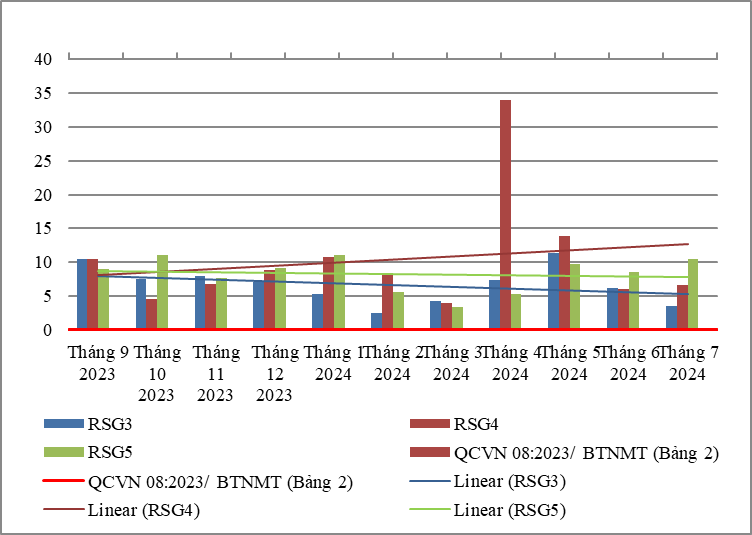 40
35
30
25
20
15
10
5
0
Tháng 9 Tháng Tháng Tháng Tháng 1 Tháng 2 Tháng 3 Tháng 4 Tháng 5 Tháng 6 Tháng 7
2023 10 11 12 2024 2024 2024 2024 2024 2024 2024
2023 2023 2023
RSG3 RSG4
RSG5 QCVN 08:2023/ BTNMT (Bảng 2)
QCVN 08:2023/ BTNMT (Bảng 2) Linear (RSG3)
Linear (RSG4) Linear (RSG5)